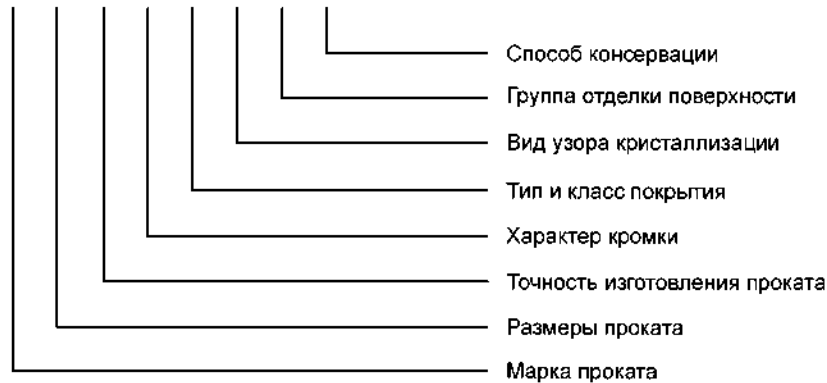 Способ консервации
Группа отделки поверхности
Вид узора кристаллизации
Тип и класс покрытия
Характер кромки
Точность изготовления проката
Размеры проката
Марка проката